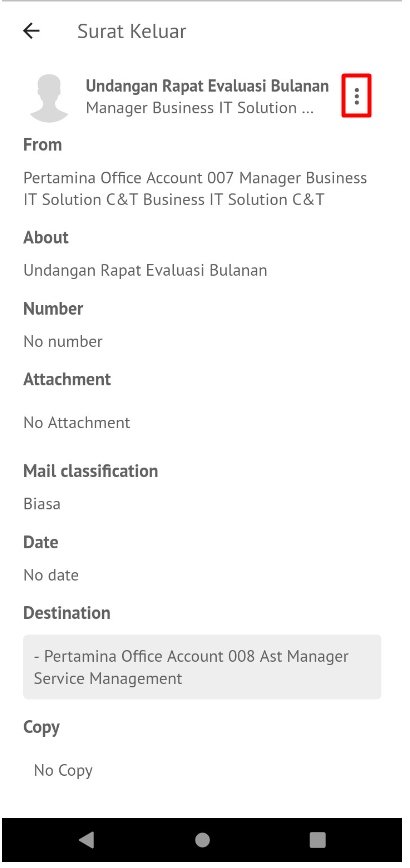 Surat Keluar
Undangan Rapat Evaluasi Bulanan
Manager Business IT Solution ...
From
Pertamina Office Account 007 Manager Business
IT Solution C&T Business IT Solution C&T
About
Undangan Rapat Evaluasi Bulanan
Number
No number
Attachment
No Attachment
Mail classification
Biasa
Date
No date
Destination
- Pertamina Office Account 008 Ast Manager
Service Management
Copy
No Copy